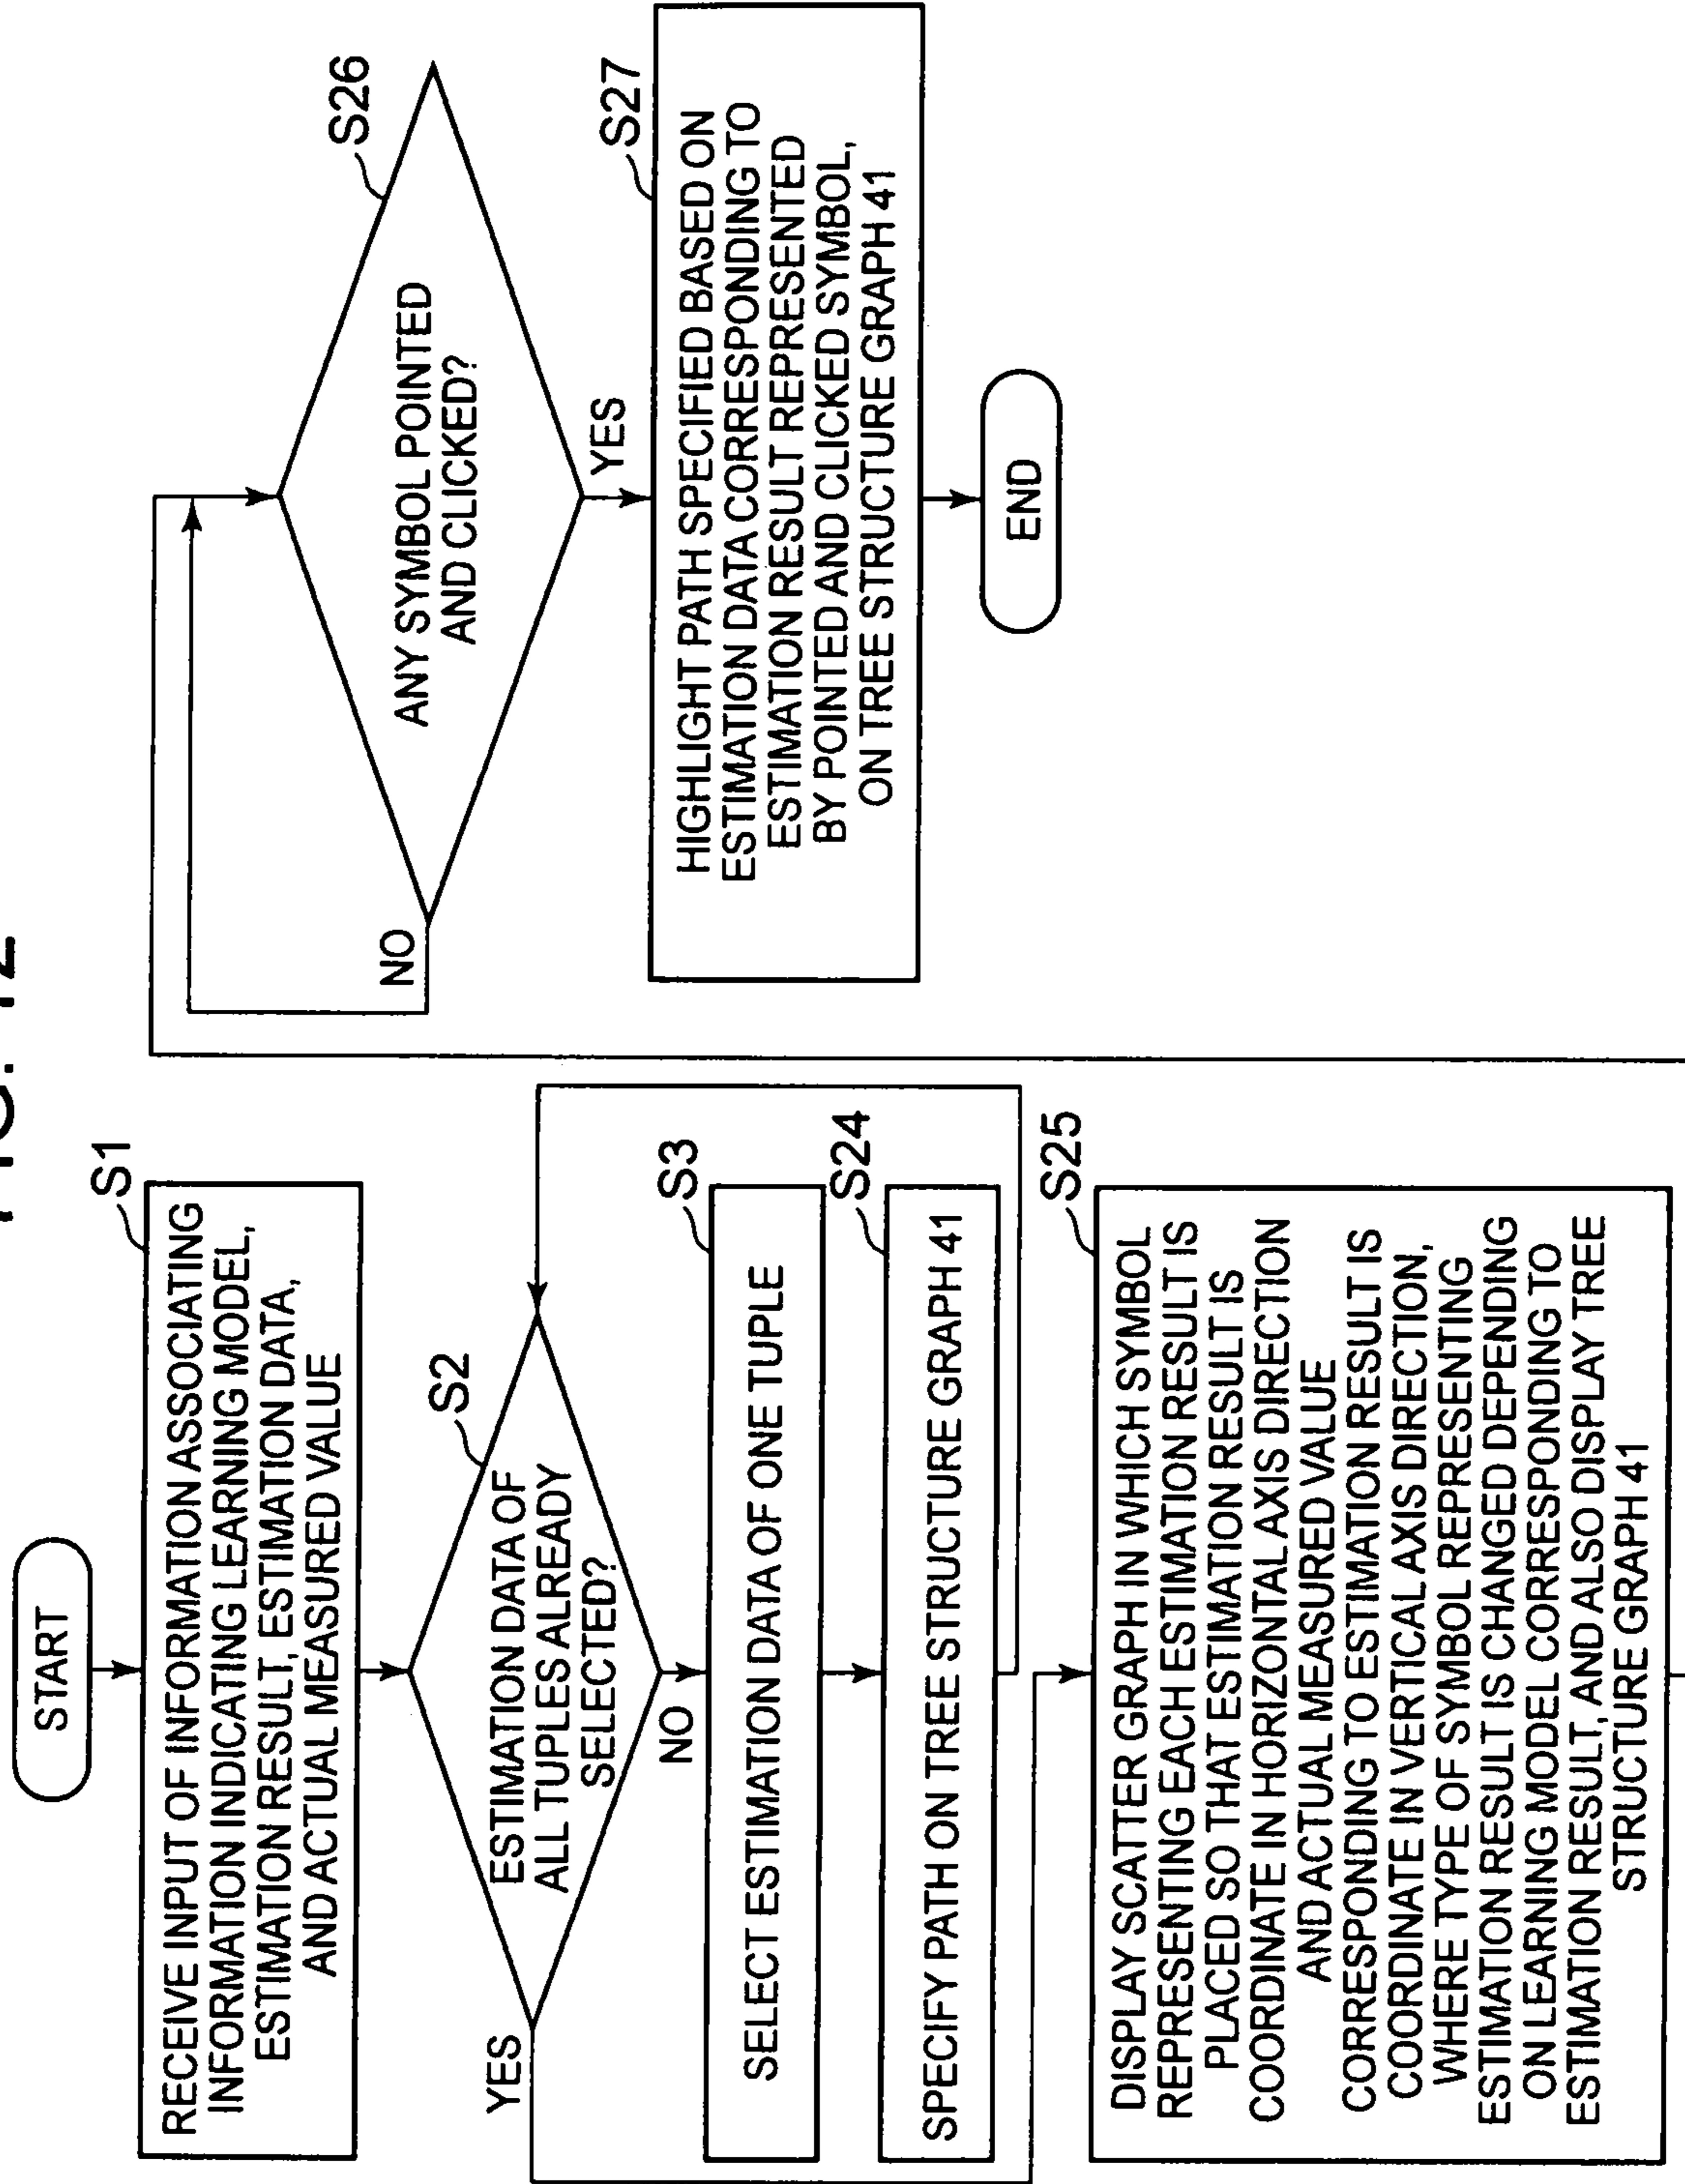 START
S1
RECEIVE INPUT OF INFORMATION ASSOCIATING
INFORMATION INDICATING LEARNING MODEL,
ESTIMATION RESULT, ESTIMATION DATA,
AND ACTUAL MEASURED VALUE
S2
ESTIMATION DATA OF
ALL TUPLES ALREADY
SELECTED?
YES
NO
S3
SELECT ESTIMATION DATA OF ONE TUPLE
S24
SPECIFY PATH ON TREE STRUCTURE GRAPH 41
S25
DISPLAY SCATTER GRAPH IN WHICH SYMBOL
REPRESENTING EACH ESTIMATION RESULT IS
PLACED SO THAT ESTIMATION RESULT IS
COORDINATE IN HORIZONTAL AXIS DIRECTION
AND ACTUAL MEASURED VALUE
CORRESPONDING TO ESTIMATION RESULT IS
COORDINATE IN VERTICAL AXIS DIRECTION,
WHERE TYPE OF SYMBOL REPRESENTING
ESTIMATION RESULT IS CHANGED DEPENDING
ON LEARNING MODEL CORRESPONDING TO
ESTIMATION RESULT, AND ALSO DISPLAY TREE
STRUCTURE GRAPH 41
S26
ANY SYMBOL POINTED
AND CLICKED?
NO
YES
S27
HIGHLIGHT PATH SPECIFIED BASED ON
ESTIMATION DATA CORRESPONDING TO
ESTIMATION RESULT REPRESENTED
BY POINTED AND CLICKED SYMBOL,
ON TREE STRUCTURE GRAPH 41
END